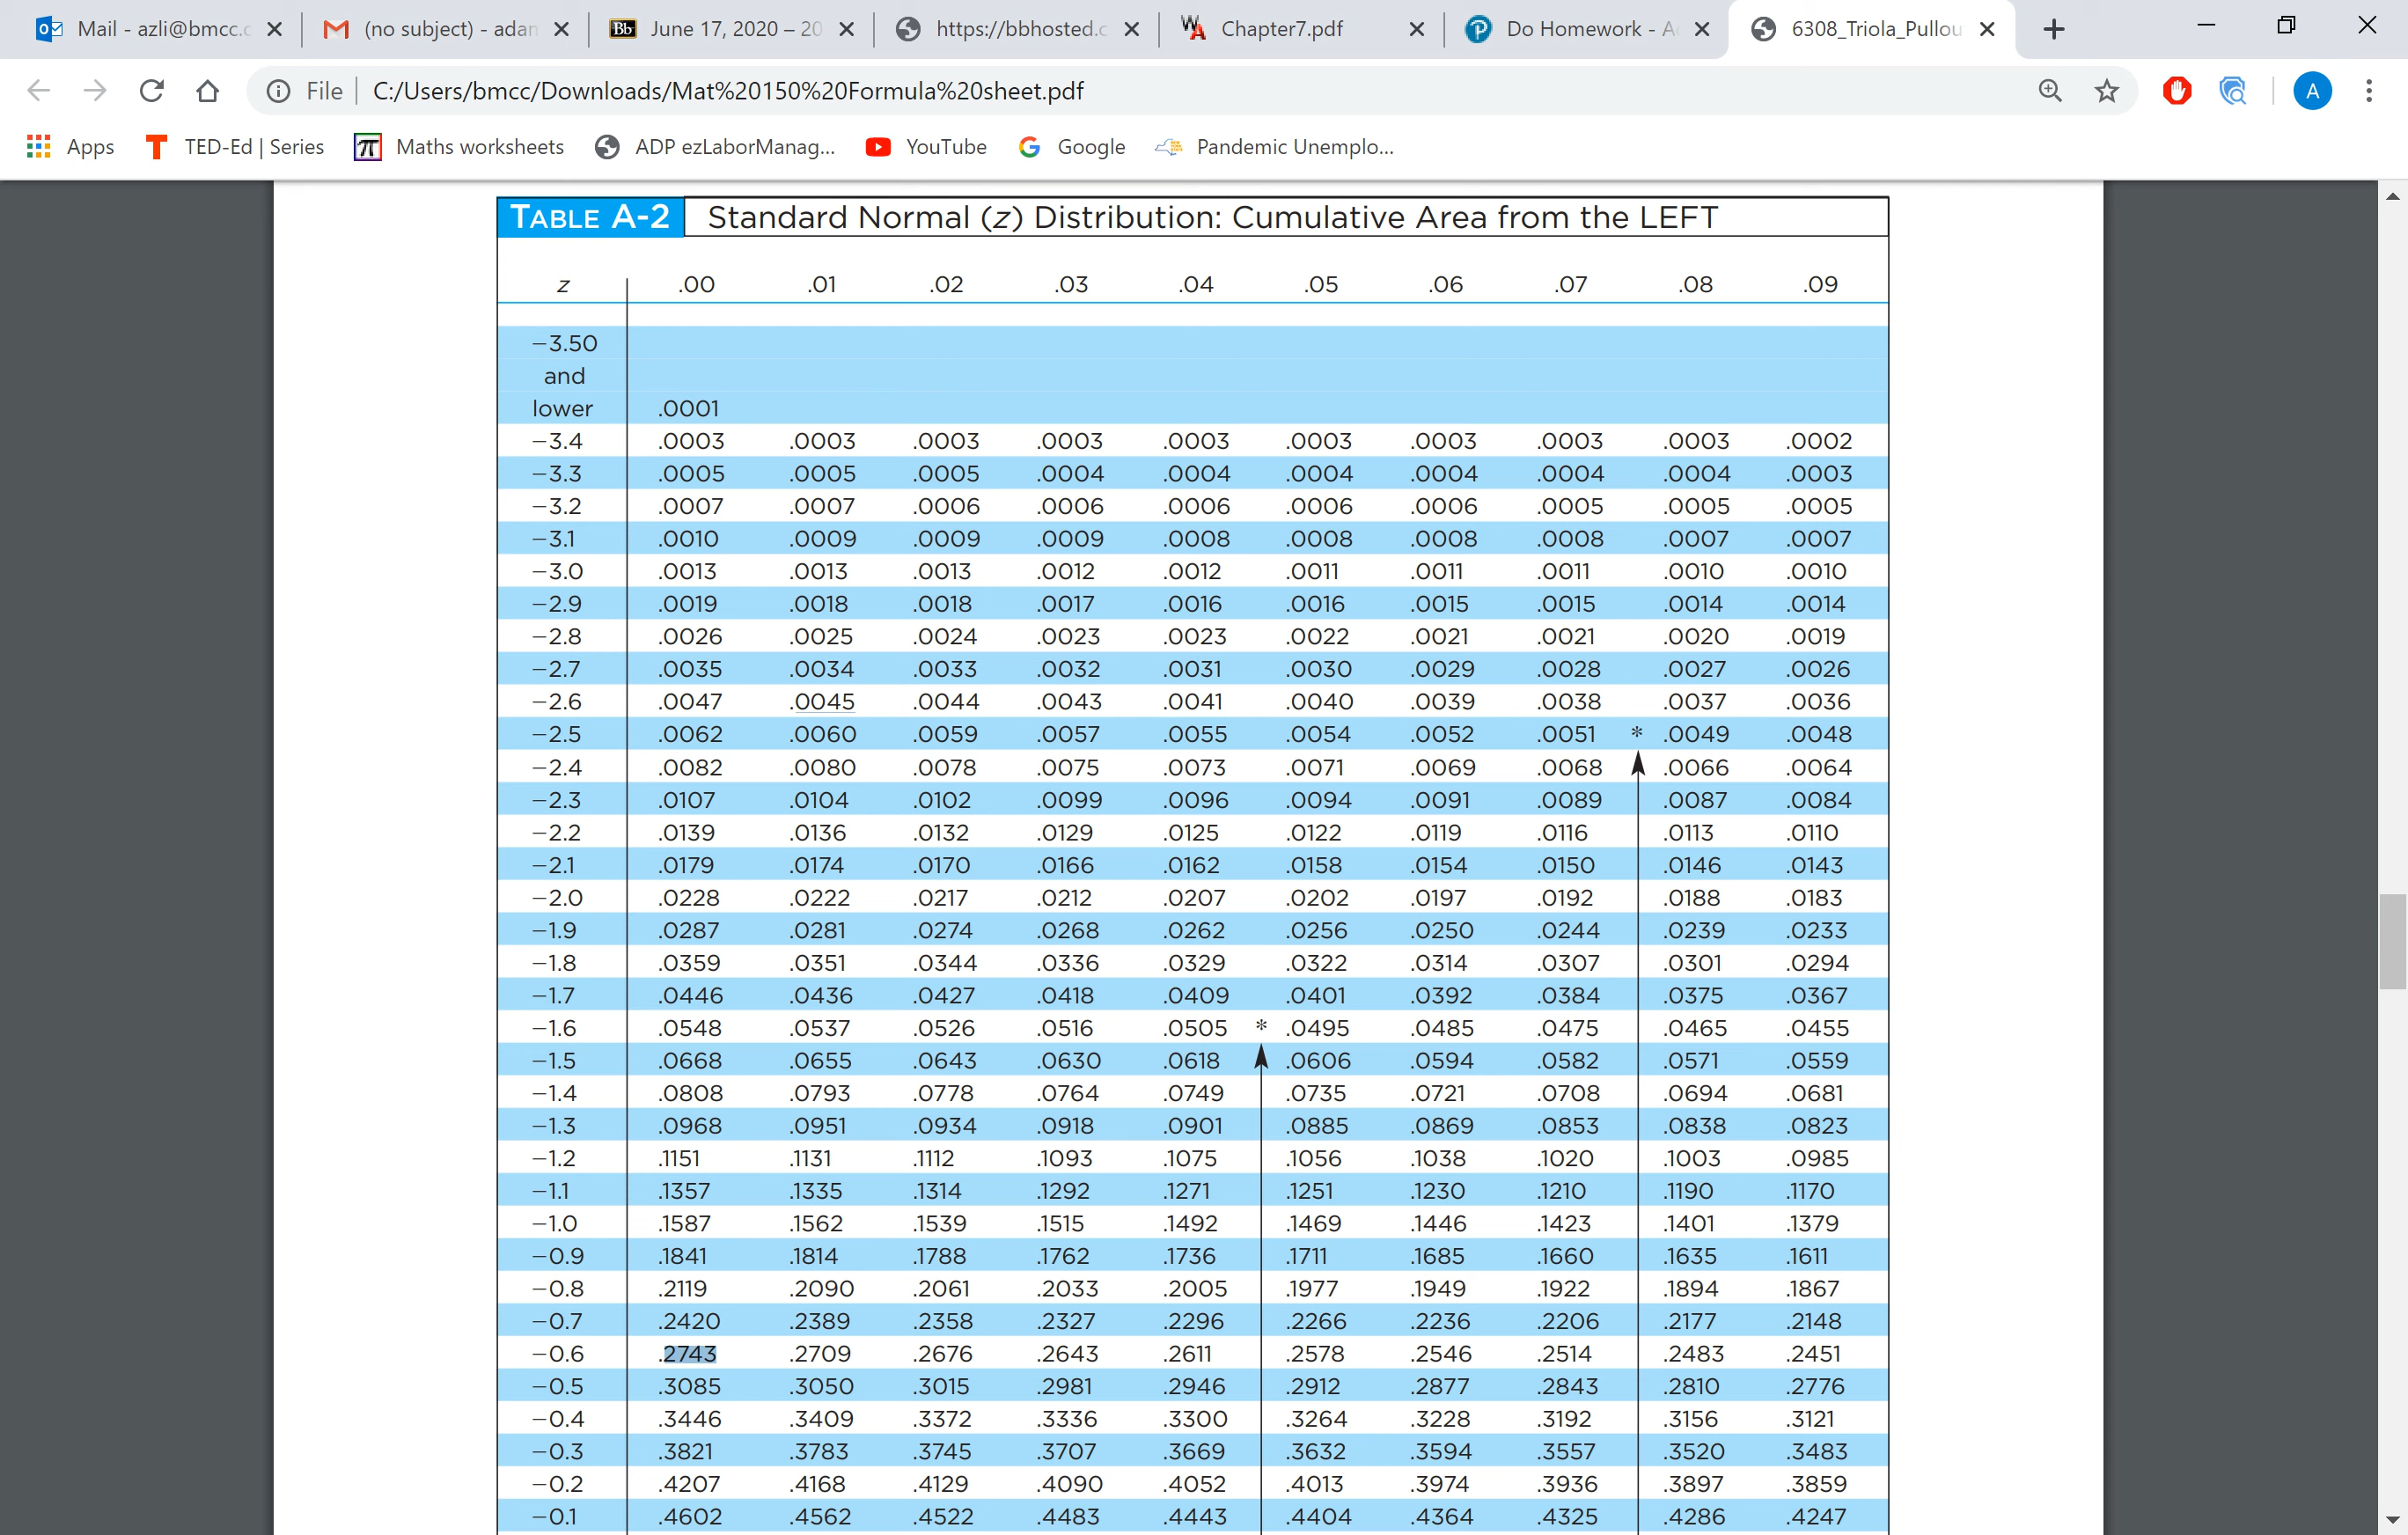 Mail - azli@bmcc.c
(no subject) - adam
Bb June 17, 2020 – 20
https://bbhosted.c
Chapter7.pdf
Do Homework - A
6308_Triola_Pullou
File C:/Users/bmcc/Downloads/Mat%20150%20Formula%20sheet.pdf
A
Apps TED-Ed | Series Maths worksheets ADP ezLaborManag... YouTube Google Pandemic Unemplo...
TABLE A-2 Standard Normal (z) Distribution: Cumulative Area from the LEFT
z .00 .01 .02 .03 .04 .05 .06 .07 .08 .09
−3.50
and
lower .0001
−3.4 .0003 .0003 .0003 .0003 .0003 .0003 .0003 .0003 .0003 .0002
−3.3 .0005 .0005 .0005 .0004 .0004 .0004 .0004 .0004 .0004 .0003
−3.2 .0007 .0007 .0006 .0006 .0006 .0006 .0006 .0005 .0005 .0005
−3.1 .0010 .0009 .0009 .0009 .0008 .0008 .0008 .0008 .0007 .0007
−3.0 .0013 .0013 .0013 .0012 .0012 .0011 .0011 .0011 .0010 .0010
−2.9 .0019 .0018 .0018 .0017 .0016 .0016 .0015 .0015 .0014 .0014
−2.8 .0026 .0025 .0024 .0023 .0023 .0022 .0021 .0021 .0020 .0019
−2.7 .0035 .0034 .0033 .0032 .0031 .0030 .0029 .0028 .0027 .0026
−2.6 .0047 .0045 .0044 .0043 .0041 .0040 .0039 .0038 .0037 .0036
−2.5 .0062 .0060 .0059 .0057 .0055 .0054 .0052 .0051 * .0049 .0048
−2.4 .0082 .0080 .0078 .0075 .0073 .0071 .0069 .0068 .0066 .0064
−2.3 .0107 .0104 .0102 .0099 .0096 .0094 .0091 .0089 .0087 .0084
−2.2 .0139 .0136 .0132 .0129 .0125 .0122 .0119 .0116 .0113 .0110
−2.1 .0179 .0174 .0170 .0166 .0162 .0158 .0154 .0150 .0146 .0143
−2.0 .0228 .0222 .0217 .0212 .0207 .0202 .0197 .0192 .0188 .0183
−1.9 .0287 .0281 .0274 .0268 .0262 .0256 .0250 .0244 .0239 .0233
−1.8 .0359 .0351 .0344 .0336 .0329 .0322 .0314 .0307 .0301 .0294
−1.7 .0446 .0436 .0427 .0418 .0409 .0401 .0392 .0384 .0375 .0367
−1.6 .0548 .0537 .0526 .0516 .0505 * .0495 .0485 .0475 .0465 .0455
−1.5 .0668 .0655 .0643 .0630 .0618 .0606 .0594 .0582 .0571 .0559
−1.4 .0808 .0793 .0778 .0764 .0749 .0735 .0721 .0708 .0694 .0681
−1.3 .0968 .0951 .0934 .0918 .0901 .0885 .0869 .0853 .0838 .0823
−1.2 .1151 .1131 .1112 .1093 .1075 .1056 .1038 .1020 .1003 .0985
−1.1 .1357 .1335 .1314 .1292 .1271 .1251 .1230 .1210 .1190 .1170
−1.0 .1587 .1562 .1539 .1515 .1492 .1469 .1446 .1423 .1401 .1379
−0.9 .1841 .1814 .1788 .1762 .1736 .1711 .1685 .1660 .1635 .1611
−0.8 .2119 .2090 .2061 .2033 .2005 .1977 .1949 .1922 .1894 .1867
−0.7 .2420 .2389 .2358 .2327 .2296 .2266 .2236 .2206 .2177 .2148
−0.6 .2743 .2709 .2676 .2643 .2611 .2578 .2546 .2514 .2483 .2451
−0.5 .3085 .3050 .3015 .2981 .2946 .2912 .2877 .2843 .2810 .2776
−0.4 .3446 .3409 .3372 .3336 .3300 .3264 .3228 .3192 .3156 .3121
−0.3 .3821 .3783 .3745 .3707 .3669 .3632 .3594 .3557 .3520 .3483
−0.2 .4207 .4168 .4129 .4090 .4052 .4013 .3974 .3936 .3897 .3859
−0.1 .4602 .4562 .4522 .4483 .4443 .4404 .4364 .4325 .4286 .4247